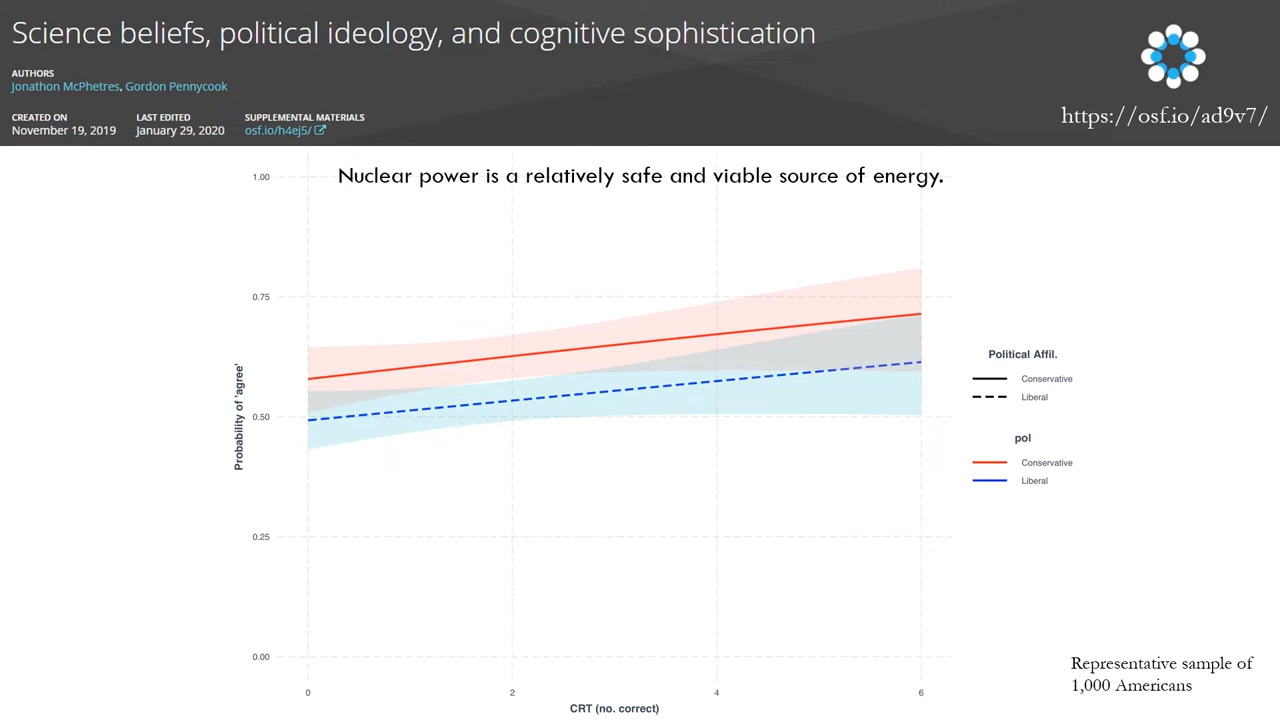 Science beliefs, political ideology, and cognitive sophistication
AUTHORS
Jonathon McPhetres, Gordon Pennycook
CREATED ON
November 19, 2019
LAST EDITED
January 29, 2020
SUPPLEMENTAL MATERIALS
osf.io/h4ej5/
https://osf.io/ad9v7/
Nuclear power is a relatively safe and viable source of energy.
1.00
0.75
0.50
0.25
0.00
Probability of 'agree'
0
2
4
6
CRT (no. correct)
Political Affil.
Conservative
Liberal
pol
Conservative
Liberal
Representative sample of
1,000 Americans